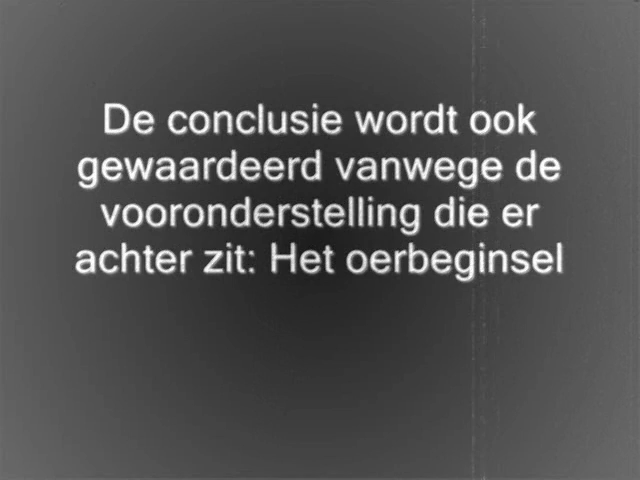 De conclusie wordt ook
gewaardeerd vanwege de
vooronderstelling die er
achter zit: Het oerbeginsel